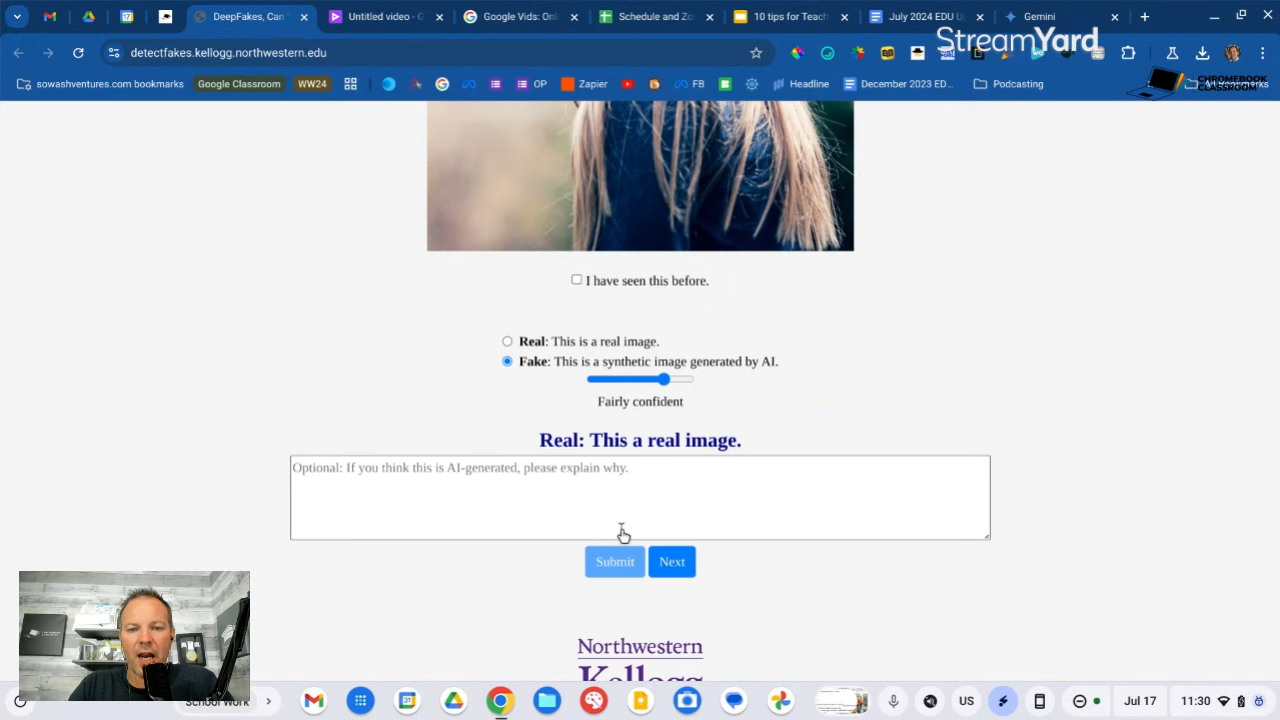 DeepFakes, Can
Untitled video - G
Google Vids: Onl
Schedule and Zo
10 tips for Teach
July 2024 EDU U
Gemini
StreamYard
detectfakes.kellogg.northwestern.edu
sowashventures.com bookmarks
Google Classroom
WW24
OP
Zapier
FB
Headline
December 2023 ED...
Podcasting
CHROMEBOOK
CLASSROOM
I have seen this before.
Real: This is a real image.
Fake: This is a synthetic image generated by AI.
Fairly confident
Real: This a real image.
Optional: If you think this is AI-generated, please explain why.
Submit
Next
Northwestern
Kellogg
School Work
US
Jul 17
11:30